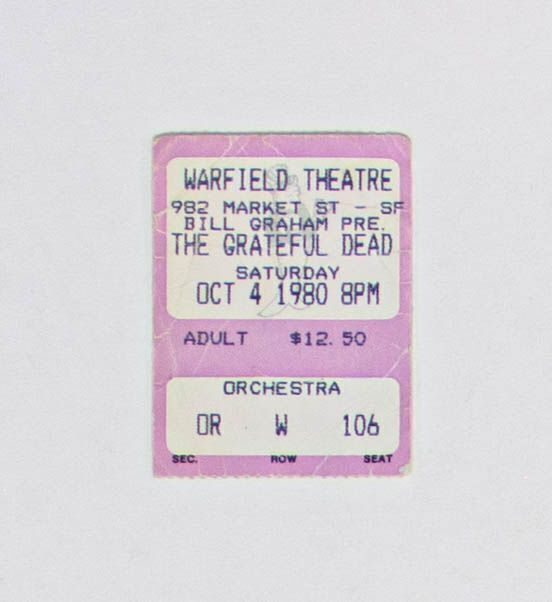 WARFIELD THEATRE
982 MARKET ST - SF
BILL GRAHAM PRE.
THE GRATEFUL DEAD
SATURDAY
OCT 4 1980 8PM
ADULT $12.50
ORCHESTRA
OR W 106
SEC. ROW SEAT